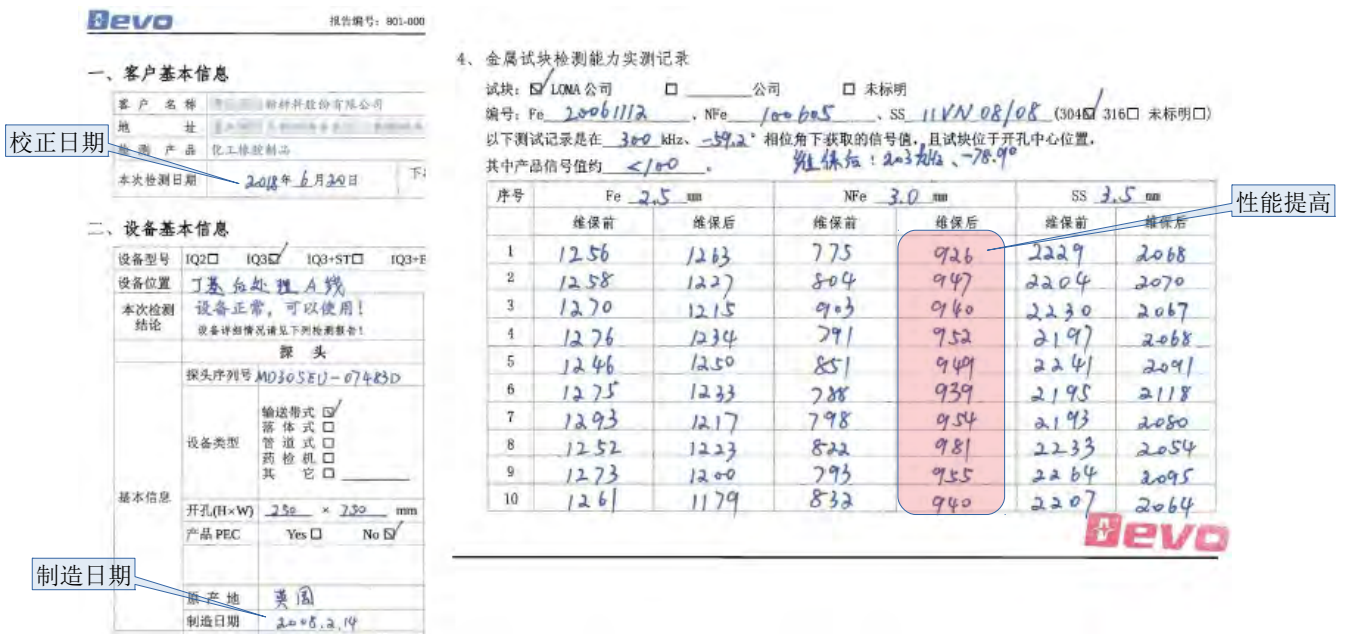 Devo
报告编号: 801-000
一、客户基本信息
客 户 名 称 材料股份有限公司
地 址
校正日期
检 测 产 品 化工橡胶制品
本次检测日期 2018年6月20日
二、设备基本信息
设备型号 IQ2□ IQ3☑ IQ3+ST□ IQ3+E
设备位置 丁基后处理A线
本次检测结论 设备正常,可以使用!
设备详细情况请见下列检测报告!
探 头
探头序列号 MD305EU-07483D
基本信息
设备类型
输送带式 ☑
落 体 式 □
管 道 式 □
药 检 机 □
其 它 □
开孔(H×W) 250 × 750 mm
产品 PEC Yes □ No ☑
制造日期
原 产 地 英国
制造日期 2008.2.14
4、金属试块检测能力实测记录
试块: ☑ LOMA 公司 □ 公司 □ 未标明
编号: Fe 20061112 、NFe 100605 、SS 11VN 08/08 (304☑ 316□ 未标明□)
以下测试记录是在 300 kHz、-59.2° 相位角下获取的信号值,且试块位于开孔中心位置,
其中产品信号值约 <100 。 维保后:203kHz、-78.9°
序号 Fe 2.5 mm NFe 3.0 mm SS 3.5 mm
维保前 维保后 维保前 维保后 维保前 维保后
性能提高
1 1256 1263 775 926 2229 2068
2 1258 1227 804 947 2204 2070
3 1270 1215 903 940 2230 2067
4 1276 1234 791 952 2197 2068
5 1246 1250 851 949 2241 2091
6 1275 1233 788 939 2195 2118
7 1293 1217 798 954 2193 2080
8 1252 1223 822 981 2233 2054
9 1273 1200 793 955 2264 2095
10 1261 1179 832 940 2207 2064
Devo